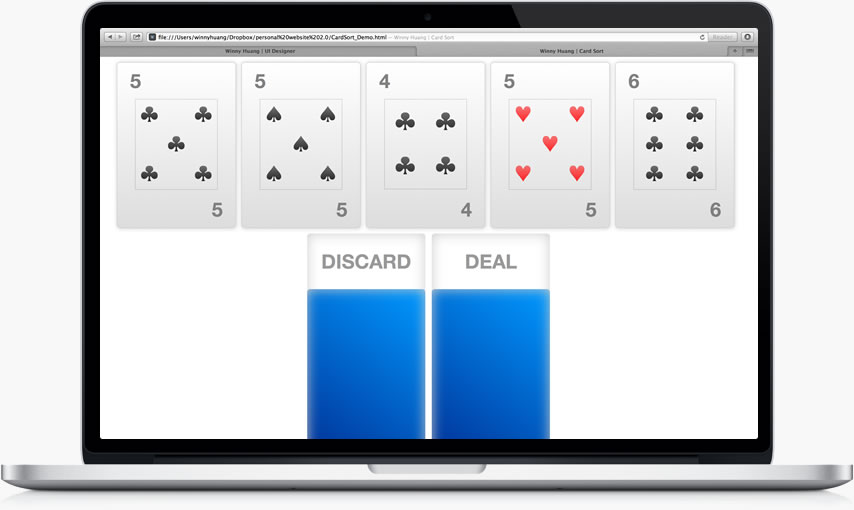 file:///Users/winnyhuang/Dropbox/personal%20website%202.0/CardSort_Demo.html — Winny Huang | Card Sort
Reader
Winny Huang | UI Designer
Winny Huang | Card Sort
5
5
4
5
6
5
5
4
5
6
DISCARD
DEAL